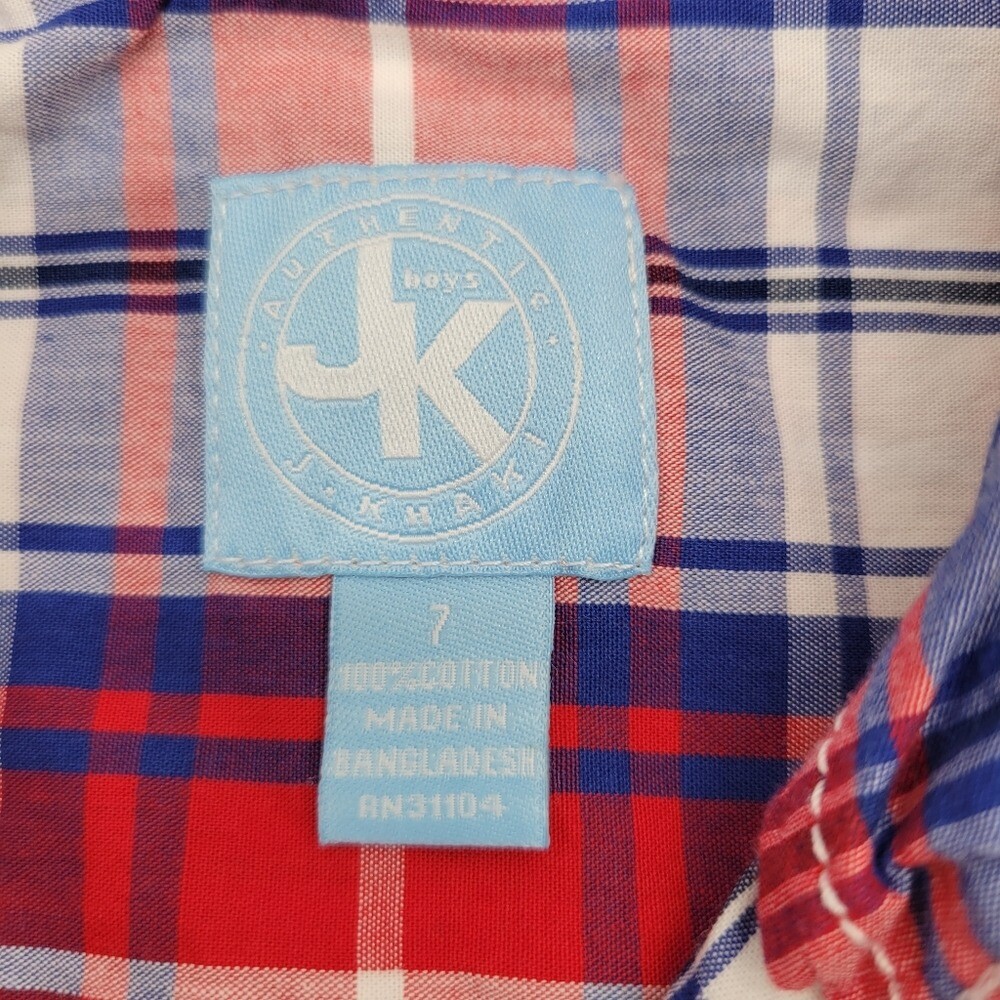 AUTHENTIC
boys
JK
J. KHAKI
7
100% COTTON
MADE IN
BANGLADESH
RN31104